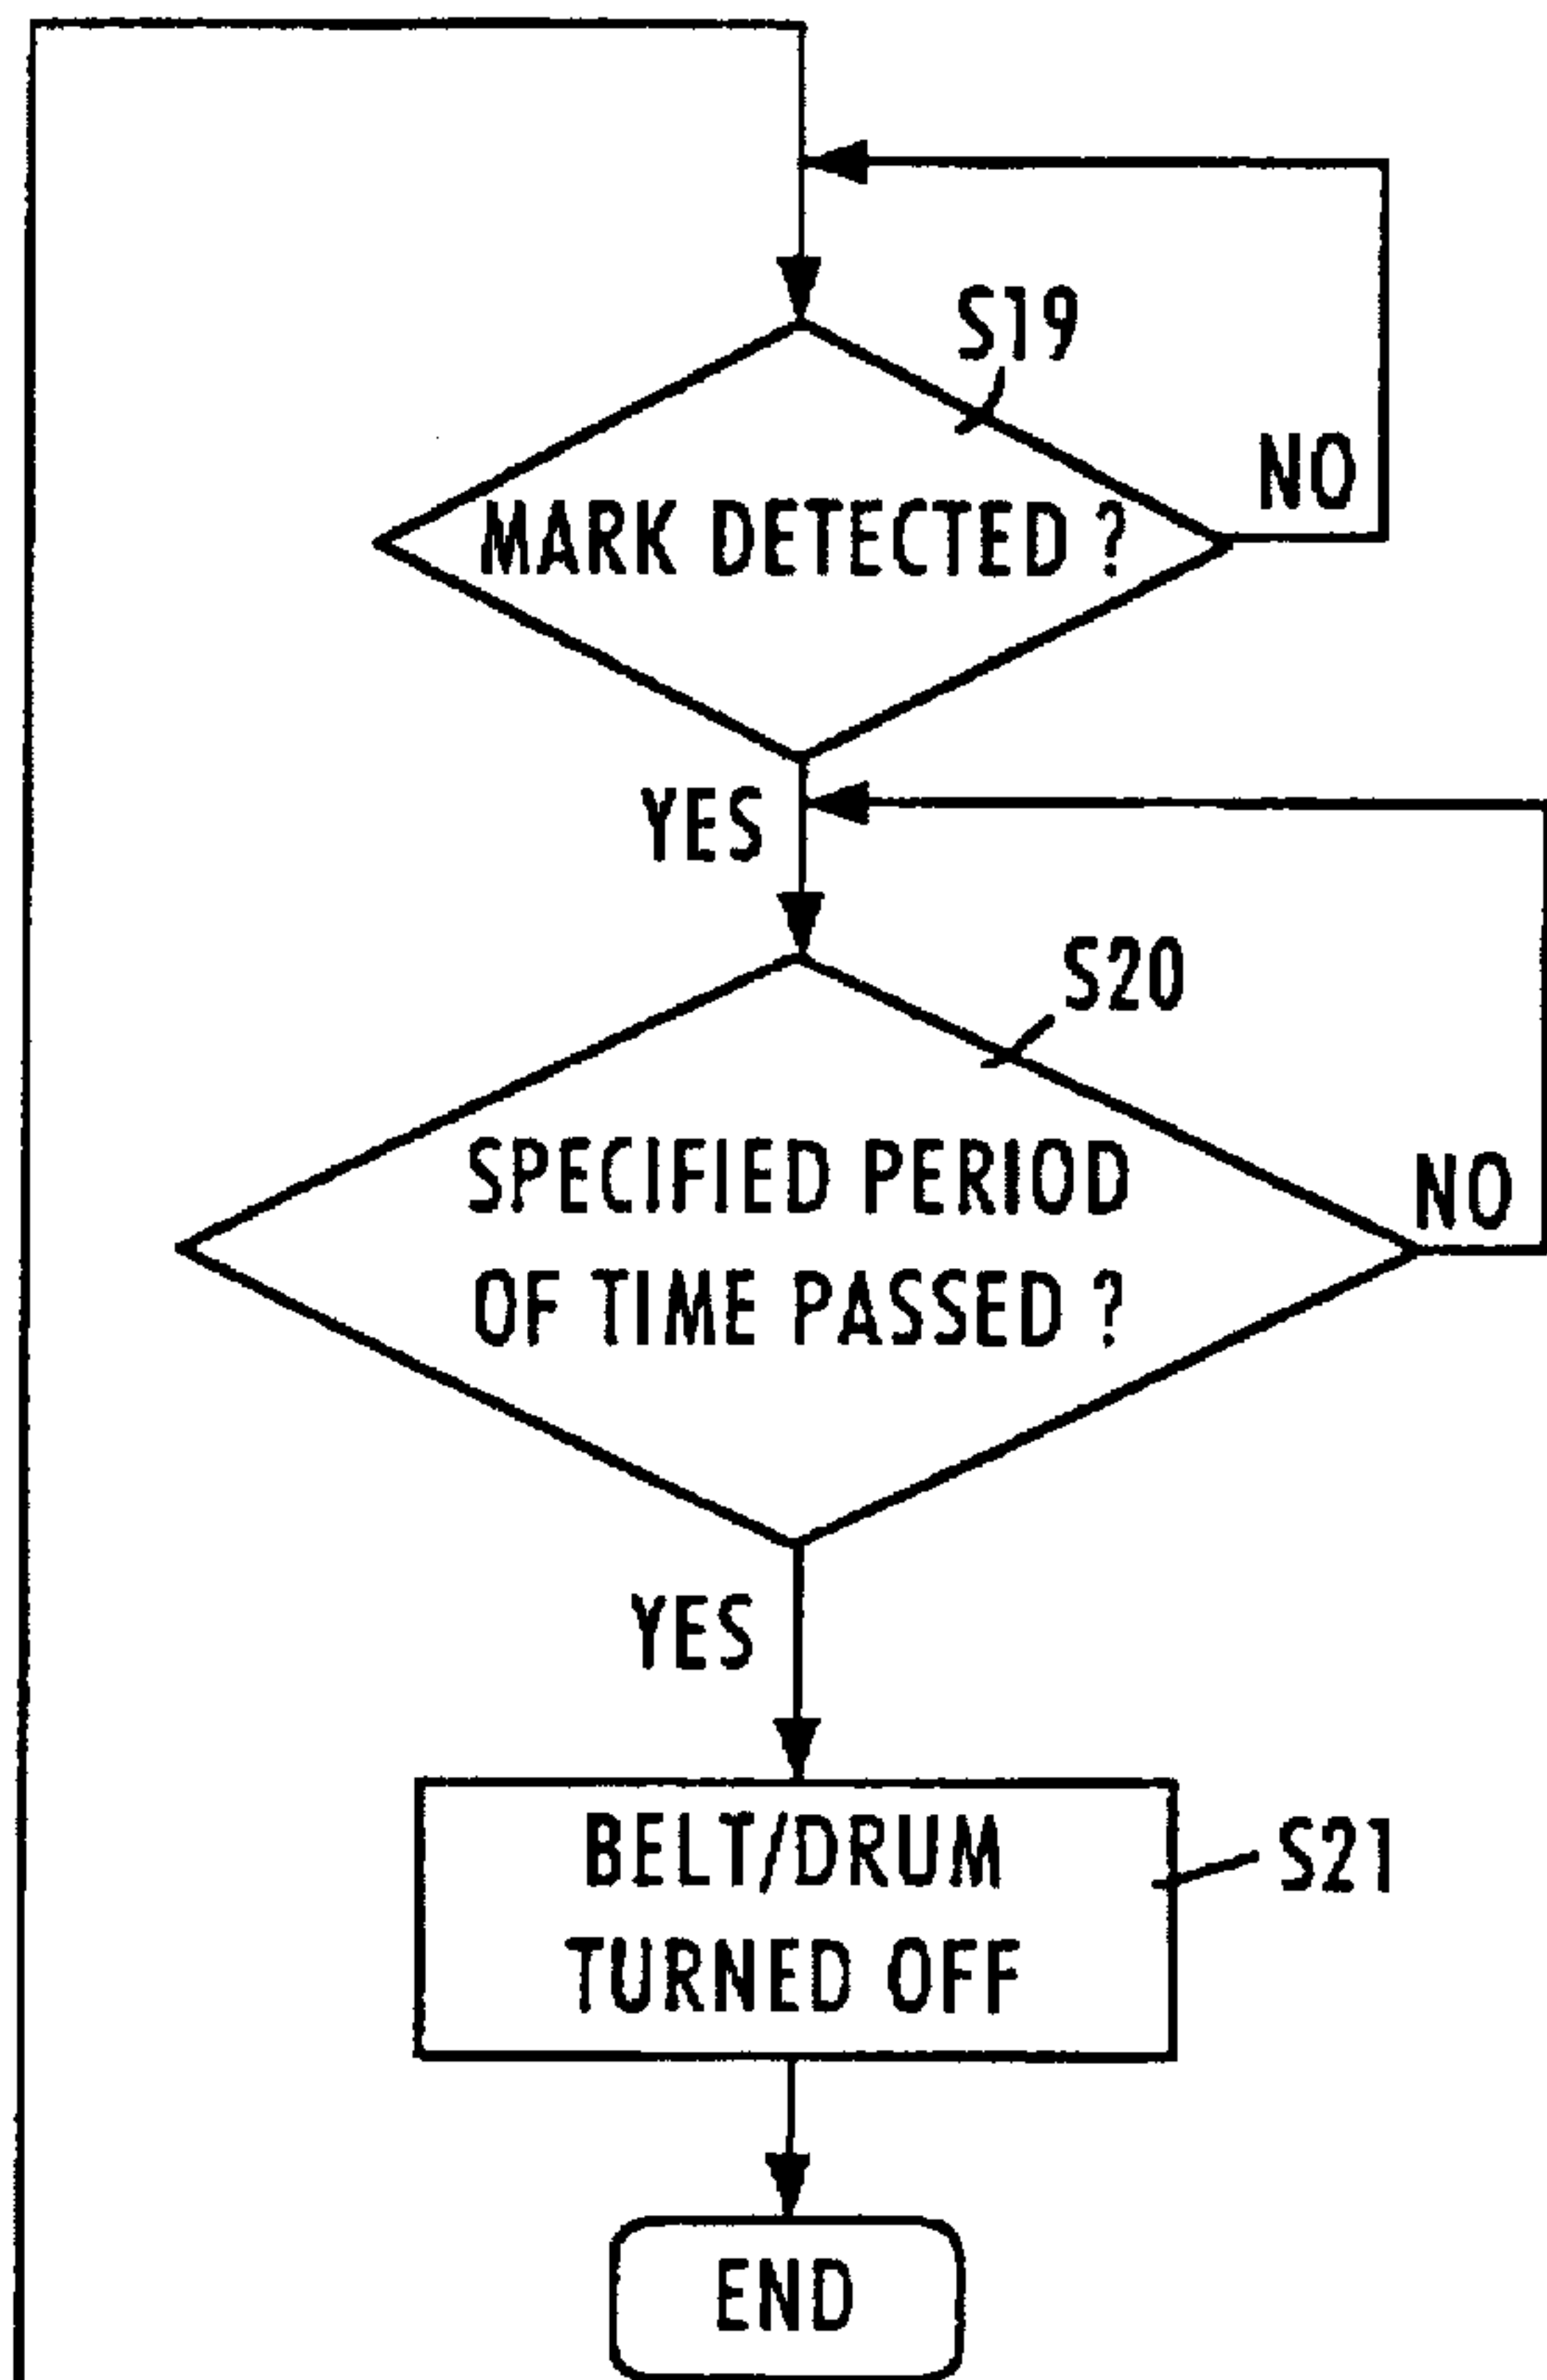 S19
NO
MARK DETECTED ?
YES
S20
SPECIFIED PERIOD
NO
OF TIME PASSED ?
YES
BELT/DRUM
S21
TURNED OFF
END